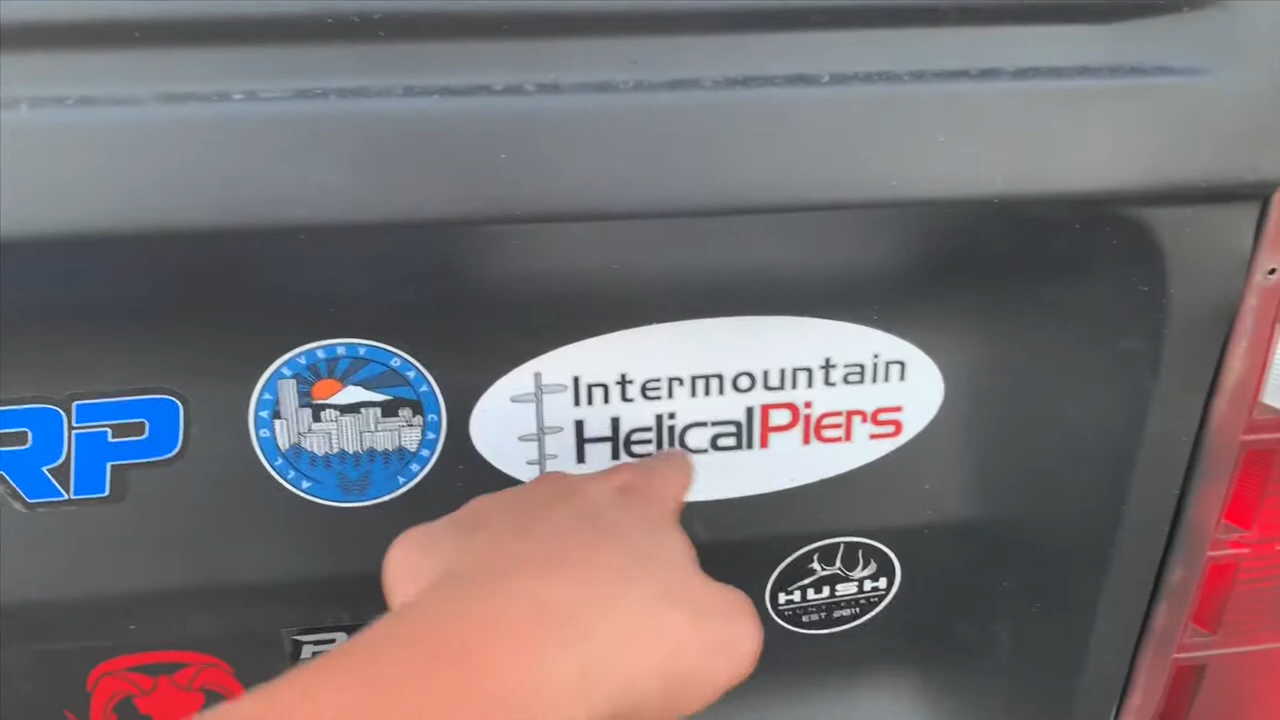 RP
ALL DAY EVERY DAY CARRY
Intermountain
HelicalPiers
HUSH
HUNT·FISH
EST. 2011